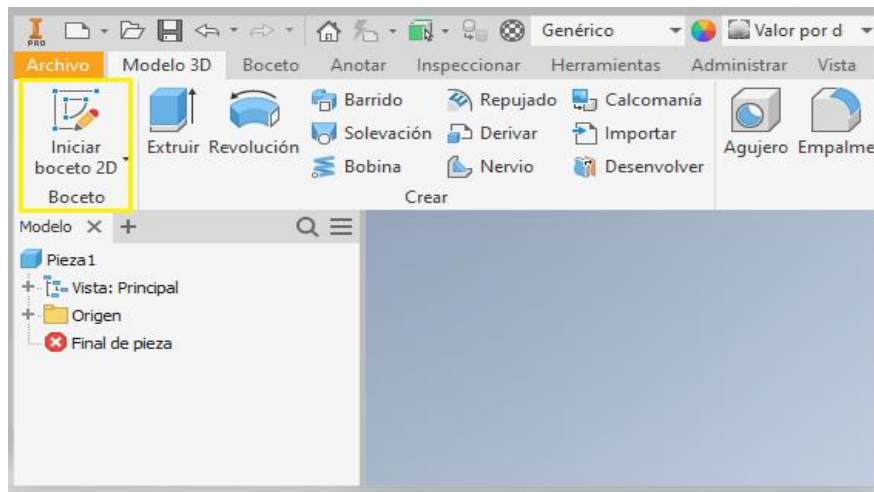 PRO
Genérico
Valor por d
Archivo Modelo 3D Boceto Anotar Inspeccionar Herramientas Administrar Vista
Iniciar boceto 2D
Extruir Revolución
Barrido Repujado Calcomanía
Solevación Derivar Importar
Bobina Nervio Desenvolver
Agujero Empalme
Boceto Crear
Modelo
Pieza1
Vista: Principal
Origen
Final de pieza